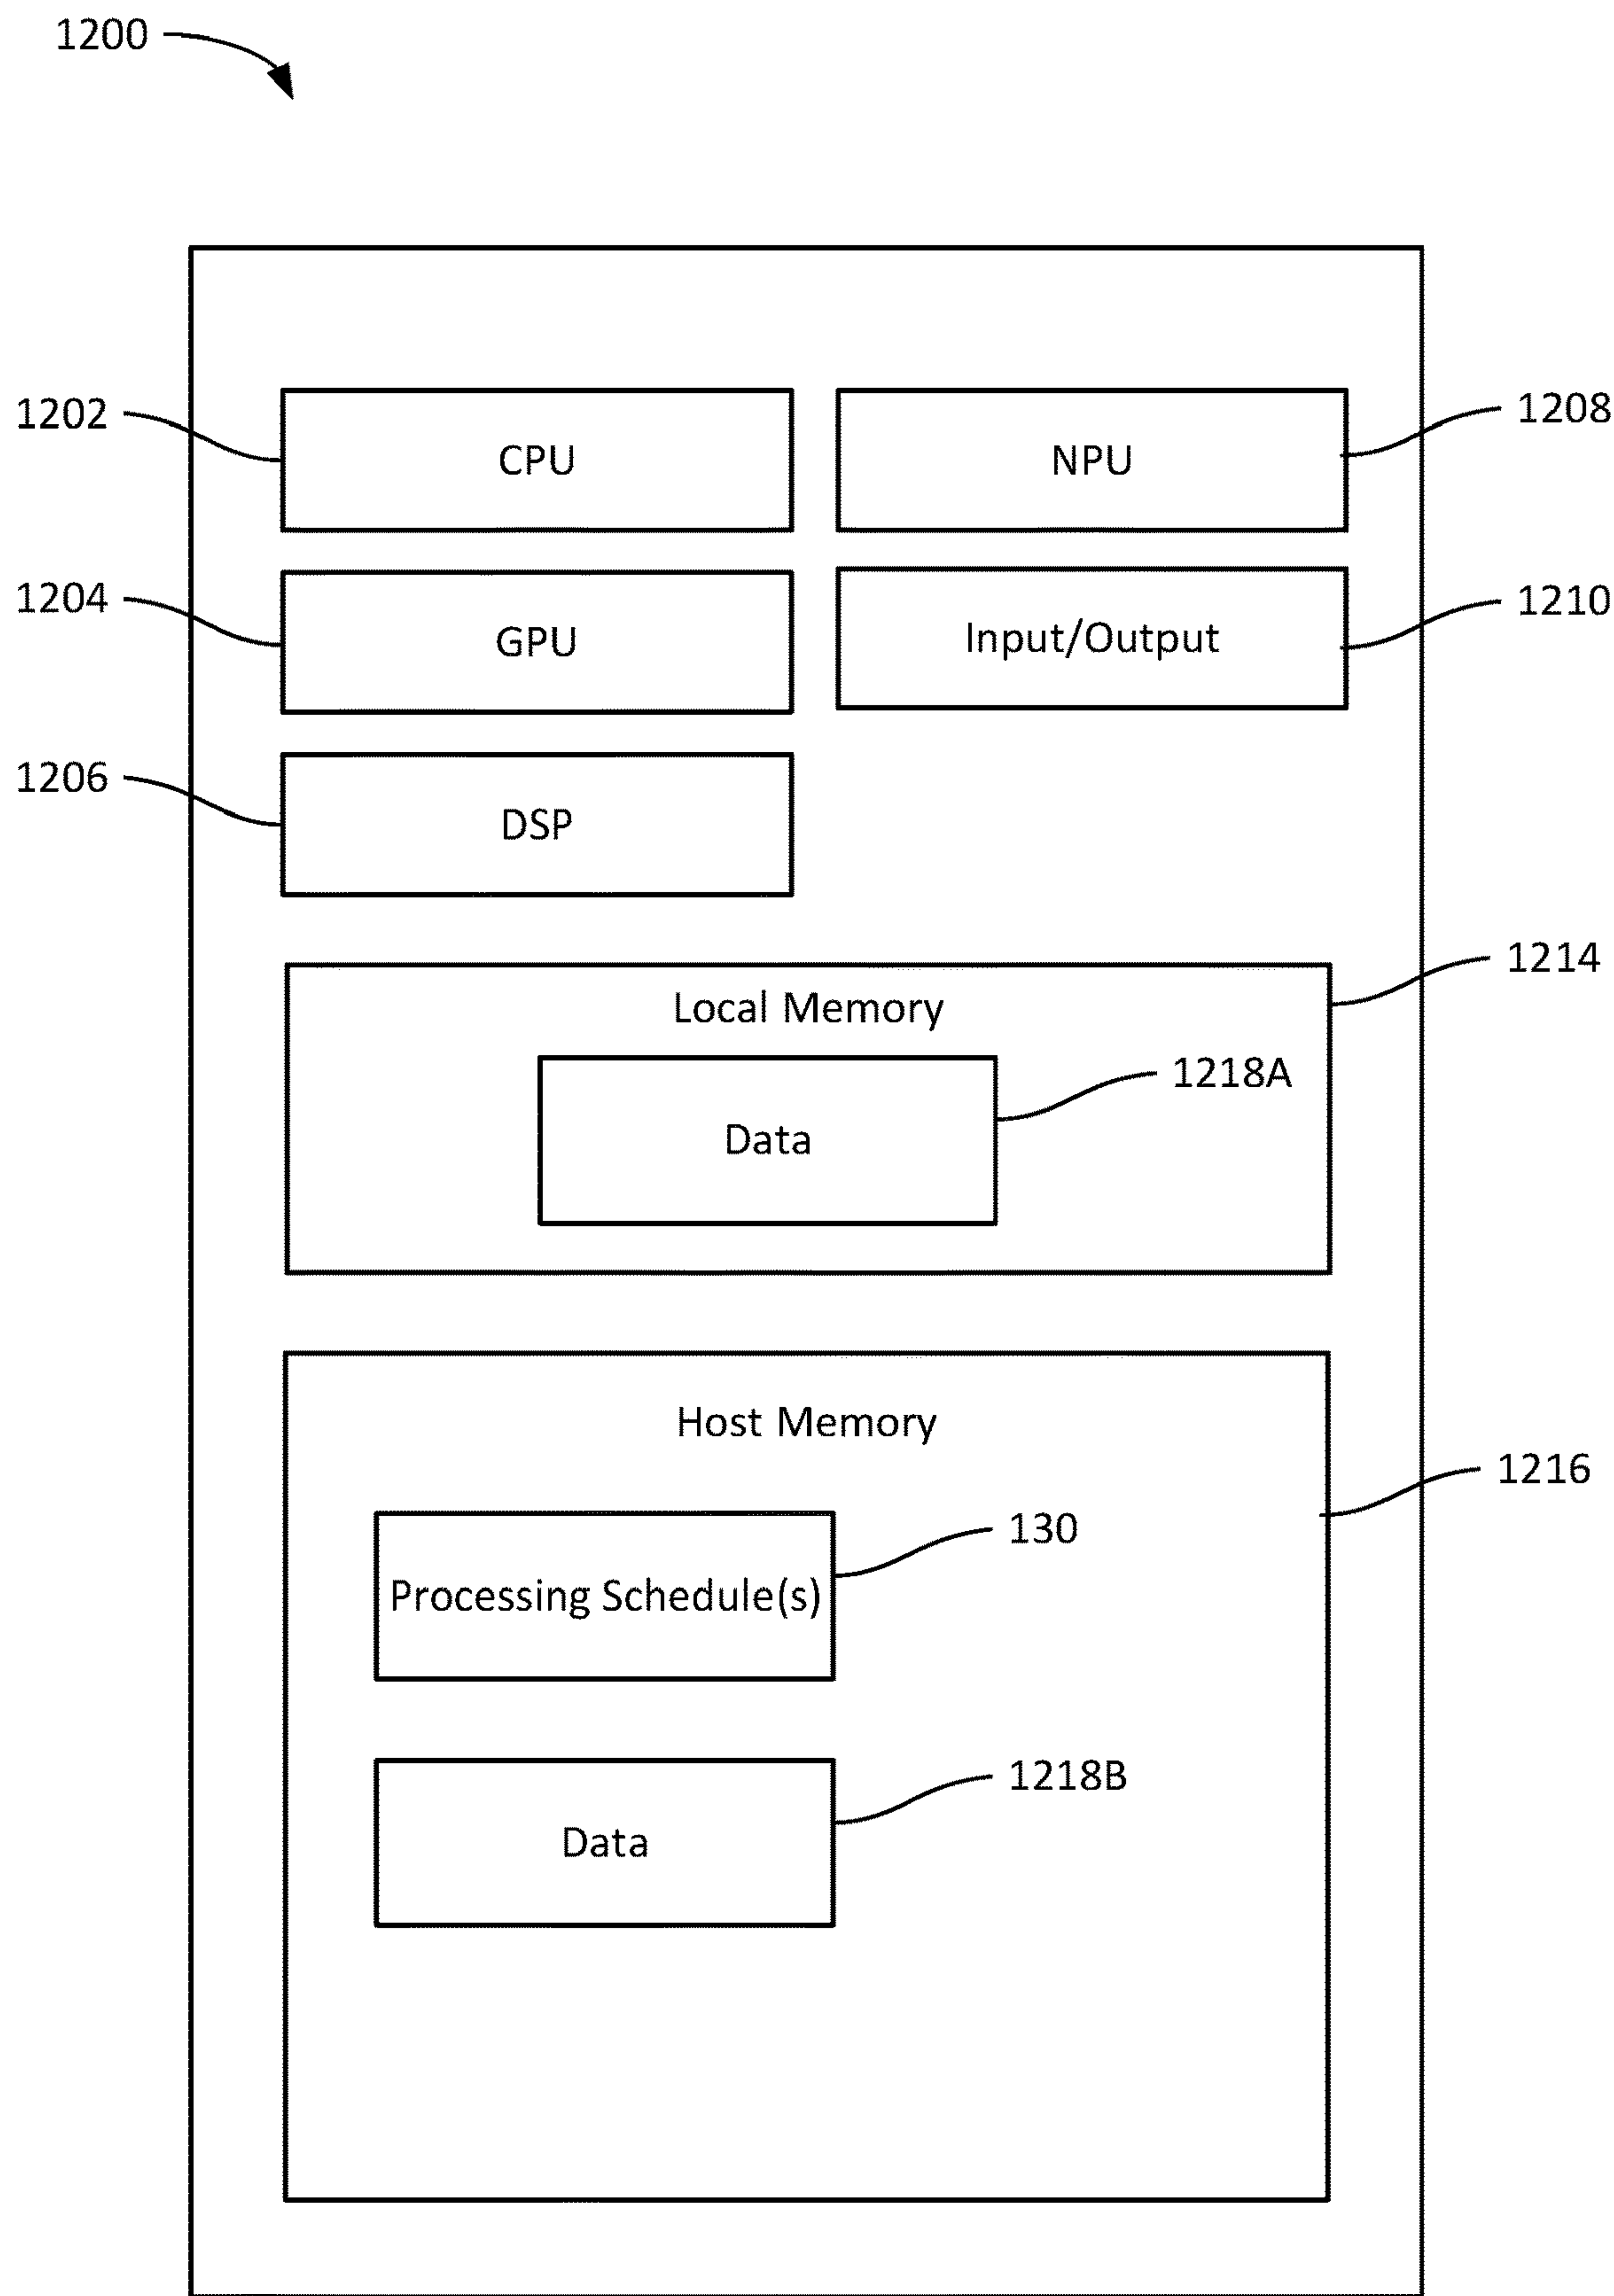 1200
1202
CPU
NPU
1208
1204
GPU
Input/Output
1210
1206
DSP
1214
Local Memory
1218A
Data
Host Memory
1216
130
Processing Schedule(s)
1218B
Data